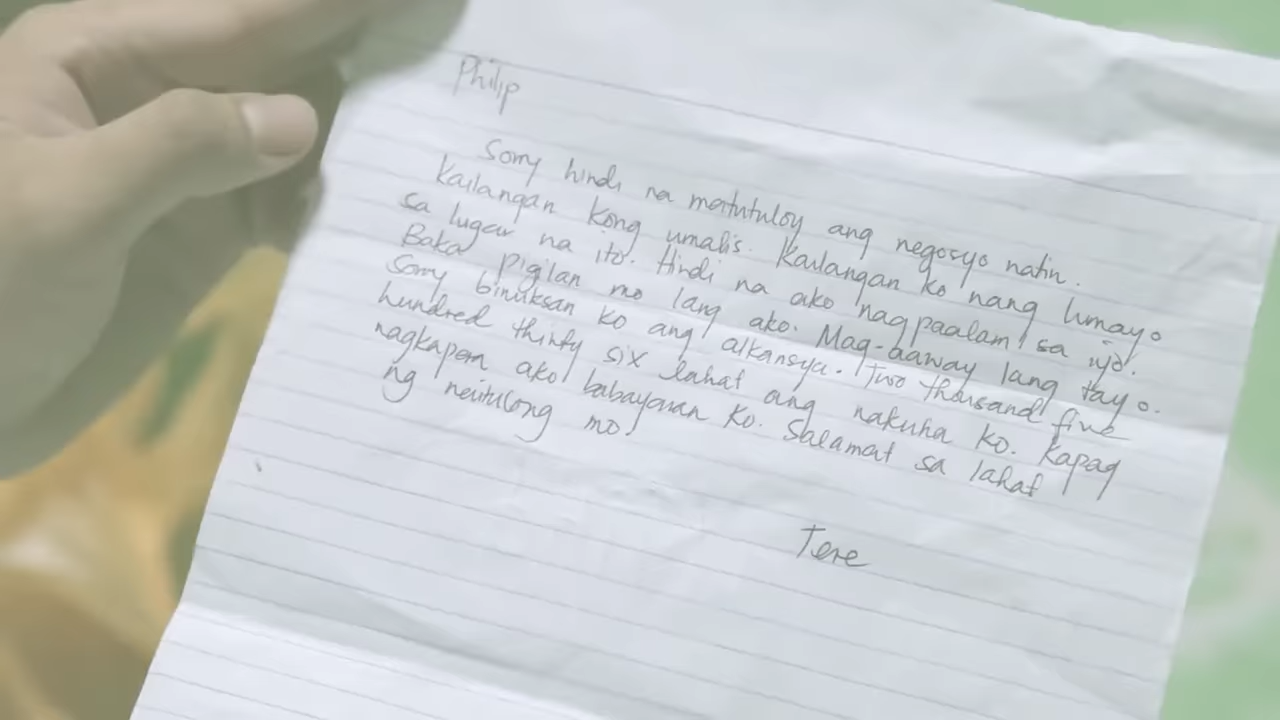 Philip
Sorry hindi na matutuloy ang negosyo natin.
Kailangan kong umalis. Kailangan ko nang lumayo
sa lugar na ito. Hindi na ako nagpaalam sa iyo.
Baka pigilan mo lang ako. Mag-aaway lang tayo.
Sorry binuksan ko ang alkansya. Two thousand five
hundred thirty six lahat ang nakuha ko. Kapag
nagkapera ako babayaran ko. Salamat sa lahat
ng naitulong mo.
Tere